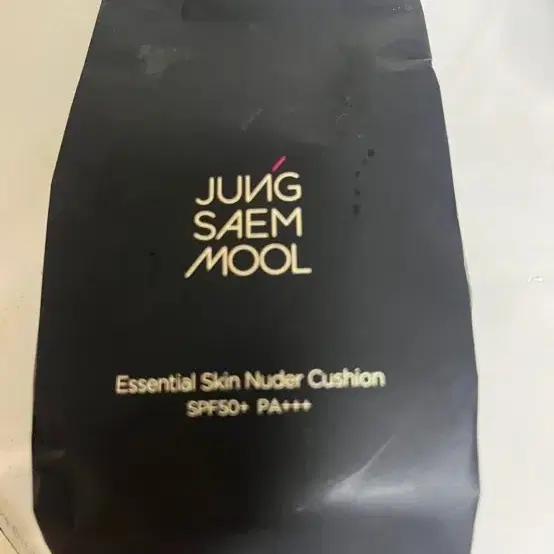 JUNG
SAEM
MOOL
Essential Skin Nuder Cushion
SPF50+ PA+++